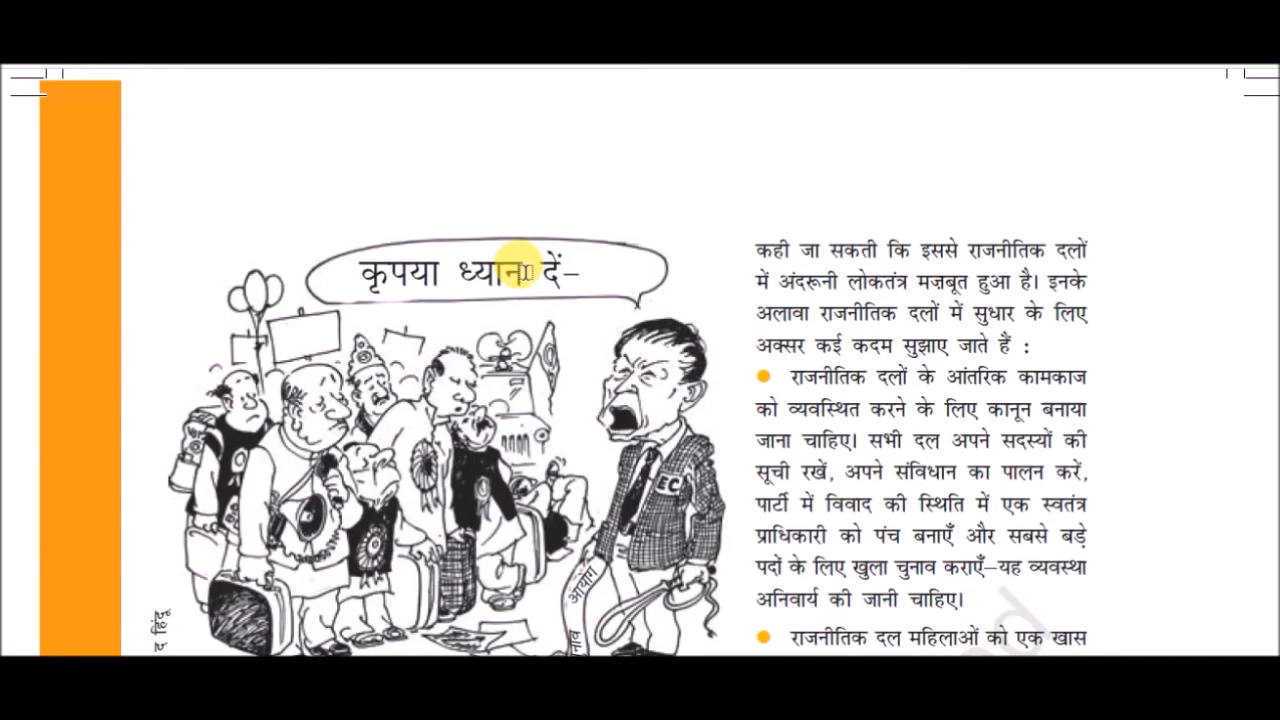 कृपया ध्यान दें–
EC
आयोग
द हिंदू
कही जा सकती कि इससे राजनीतिक दलों
में अंदरूनी लोकतंत्र मज़बूत हुआ है। इनके
अलावा राजनीतिक दलों में सुधार के लिए
अक्सर कई कदम सुझाए जाते हैं :
राजनीतिक दलों के आंतरिक कामकाज
को व्यवस्थित करने के लिए कानून बनाया
जाना चाहिए। सभी दल अपने सदस्यों की
सूची रखें, अपने संविधान का पालन करें,
पार्टी में विवाद की स्थिति में एक स्वतंत्र
प्राधिकारी को पंच बनाएँ और सबसे बड़े
पदों के लिए खुला चुनाव कराएँ–यह व्यवस्था
अनिवार्य की जानी चाहिए।
राजनीतिक दल महिलाओं को एक खास